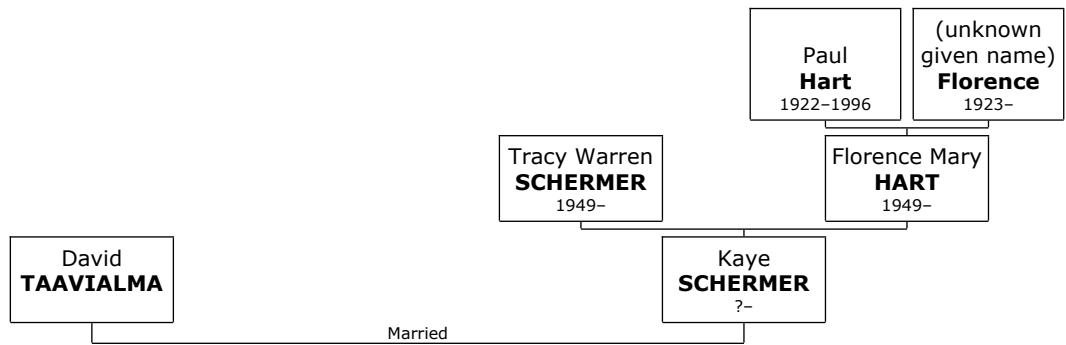 Paul
Hart
1922–1996
(unknown
given name)
Florence
1923–
Tracy Warren
SCHERMER
1949–
Florence Mary
HART
1949–
David
TAAVIALMA
Kaye
SCHERMER
?–
Married